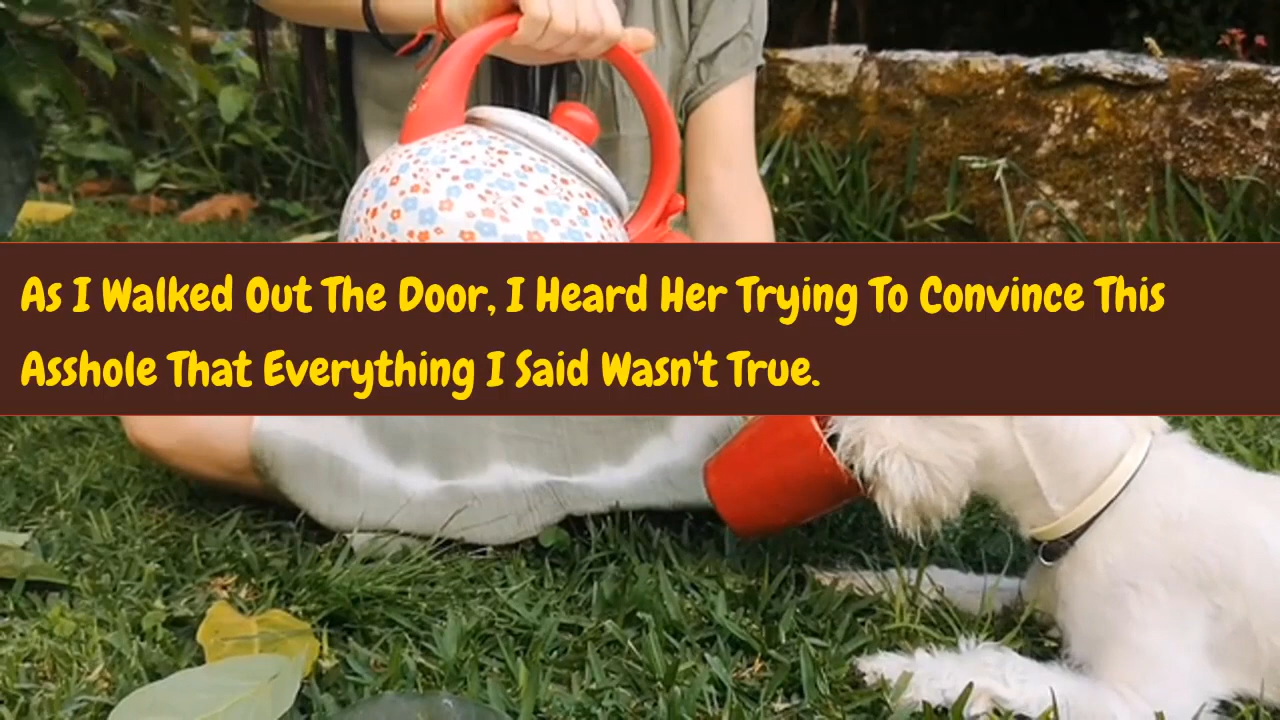 As I Walked Out The Door, I Heard Her Trying To Convince This
Asshole That Everything I Said Wasn't True.